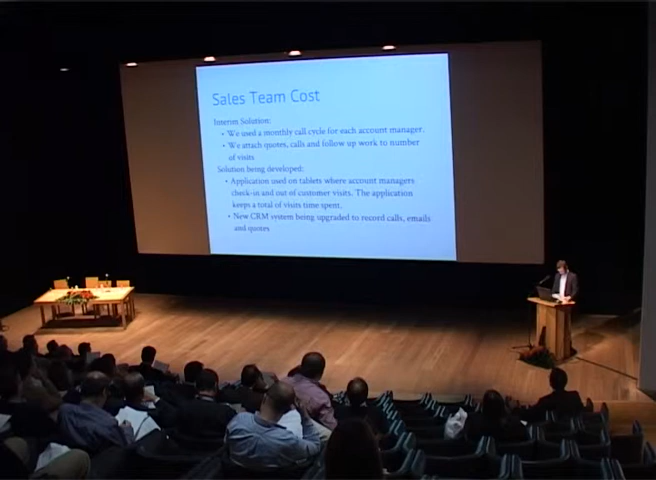 Sales Team Cost
Interim Solution:
• We used a monthly call cycle for each account manager.
• We attach quotes, calls and follow up work to number
of visits
Solution being developed:
• Application used on tablets where account managers
check-in and out of customer visits. The application
keeps a total of visits time spent.
• New CRM system being upgraded to record calls, emails
and quotes